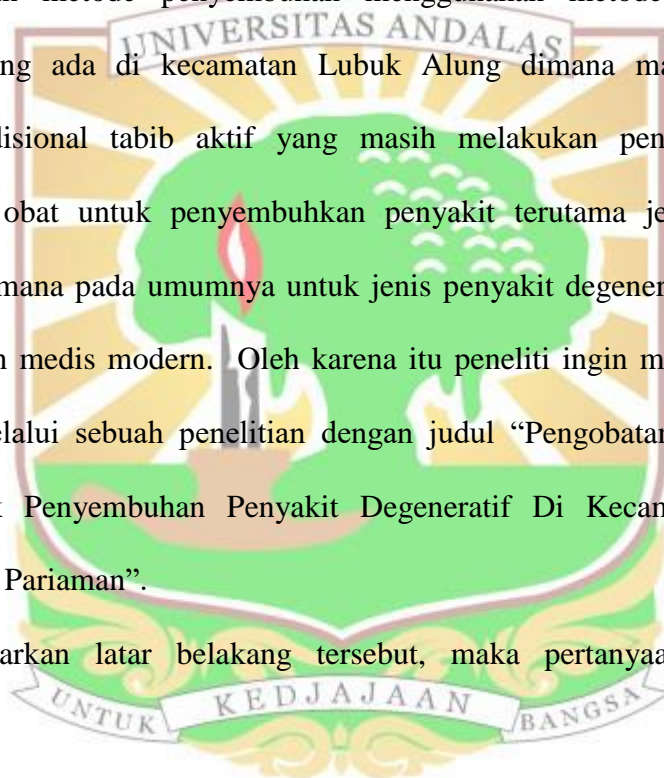 metode penyembuhan menggunakan metode
UNIVERSITAS ANDALAS
ng ada di kecamatan Lubuk Alung dimana ma
disional tabib aktif yang masih melakukan pen
obat untuk penyembuhkan penyakit terutama je
mana pada umumnya untuk jenis penyakit degener
n medis modern. Oleh karena itu peneliti ingin m
elalui sebuah penelitian dengan judul “Pengobatan
k Penyembuhan Penyakit Degeneratif Di Kecan
Pariaman”.
arkan latar belakang tersebut, maka pertanyaa
UNTUK KEDJAJAAN BANGSA